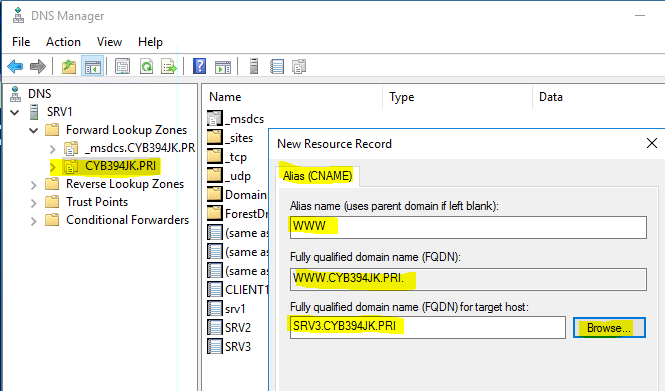 DNS Manager
File Action View Help
DNS
SRV1
Forward Lookup Zones
_msdcs.CYB394JK.PR
CYB394JK.PRI
Reverse Lookup Zones
Trust Points
Conditional Forwarders
Name Type Data
_msdcs
_sites
_tcp
_udp
Domain
ForestDr
(same as
(same as
(same as
CLIENT1
srv1
SRV2
SRV3
New Resource Record
Alias (CNAME)
Alias name (uses parent domain if left blank):
WWW
Fully qualified domain name (FQDN):
WWW.CYB394JK.PRI.
Fully qualified domain name (FQDN) for target host:
SRV3.CYB394JK.PRI
Browse...